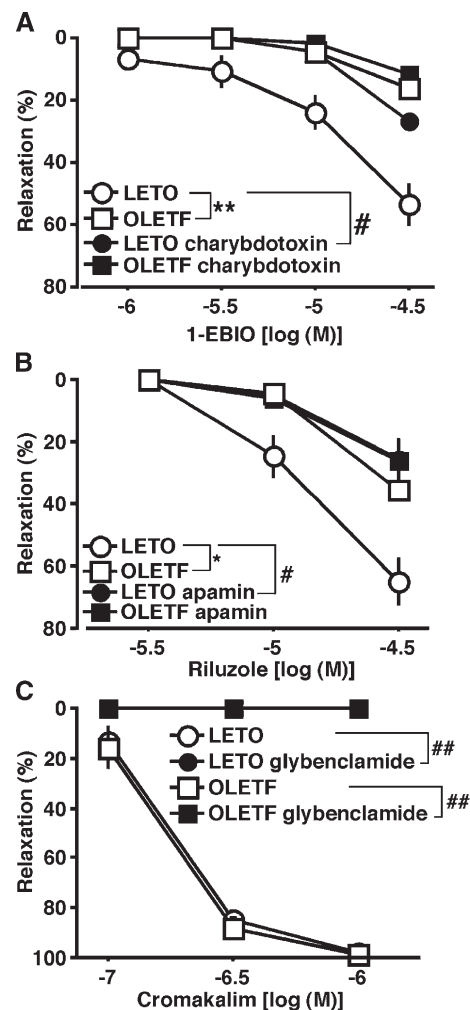 A
Relaxation (%)
0
20
40
60
80
LETO
OLETF
**
#
LETO charybdotoxin
OLETF charybdotoxin
-6 -5.5 -5 -4.5
1-EBIO [log (M)]
B
Relaxation (%)
0
20
40
60
80
LETO
OLETF
*
#
LETO apamin
OLETF apamin
-5.5 -5 -4.5
Riluzole [log (M)]
C
Relaxation (%)
0
20
40
60
80
100
LETO
LETO glybenclamide
##
OLETF
OLETF glybenclamide
##
-7 -6.5 -6
Cromakalim [log (M)]